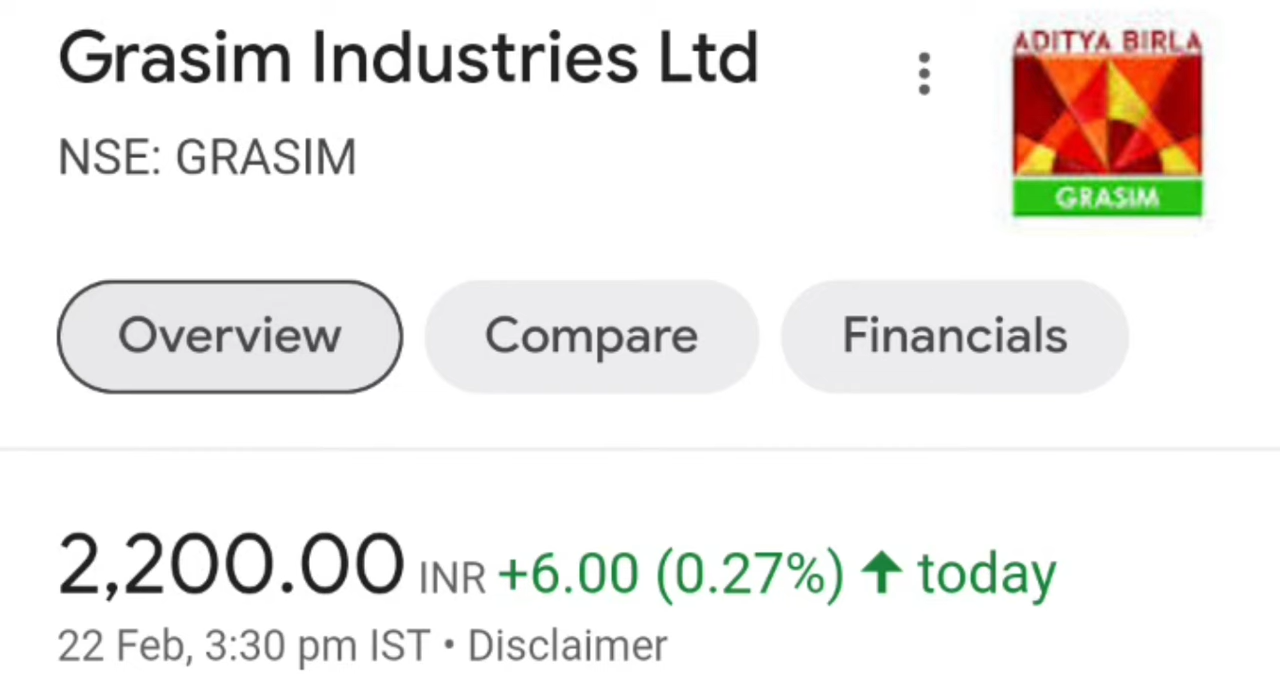 Grasim Industries Ltd
ADITYA BIRLA
NSE: GRASIM
GRASIM
Overview Compare Financials
2,200.00 INR +6.00 (0.27%) ↑ today
22 Feb, 3:30 pm IST • Disclaimer